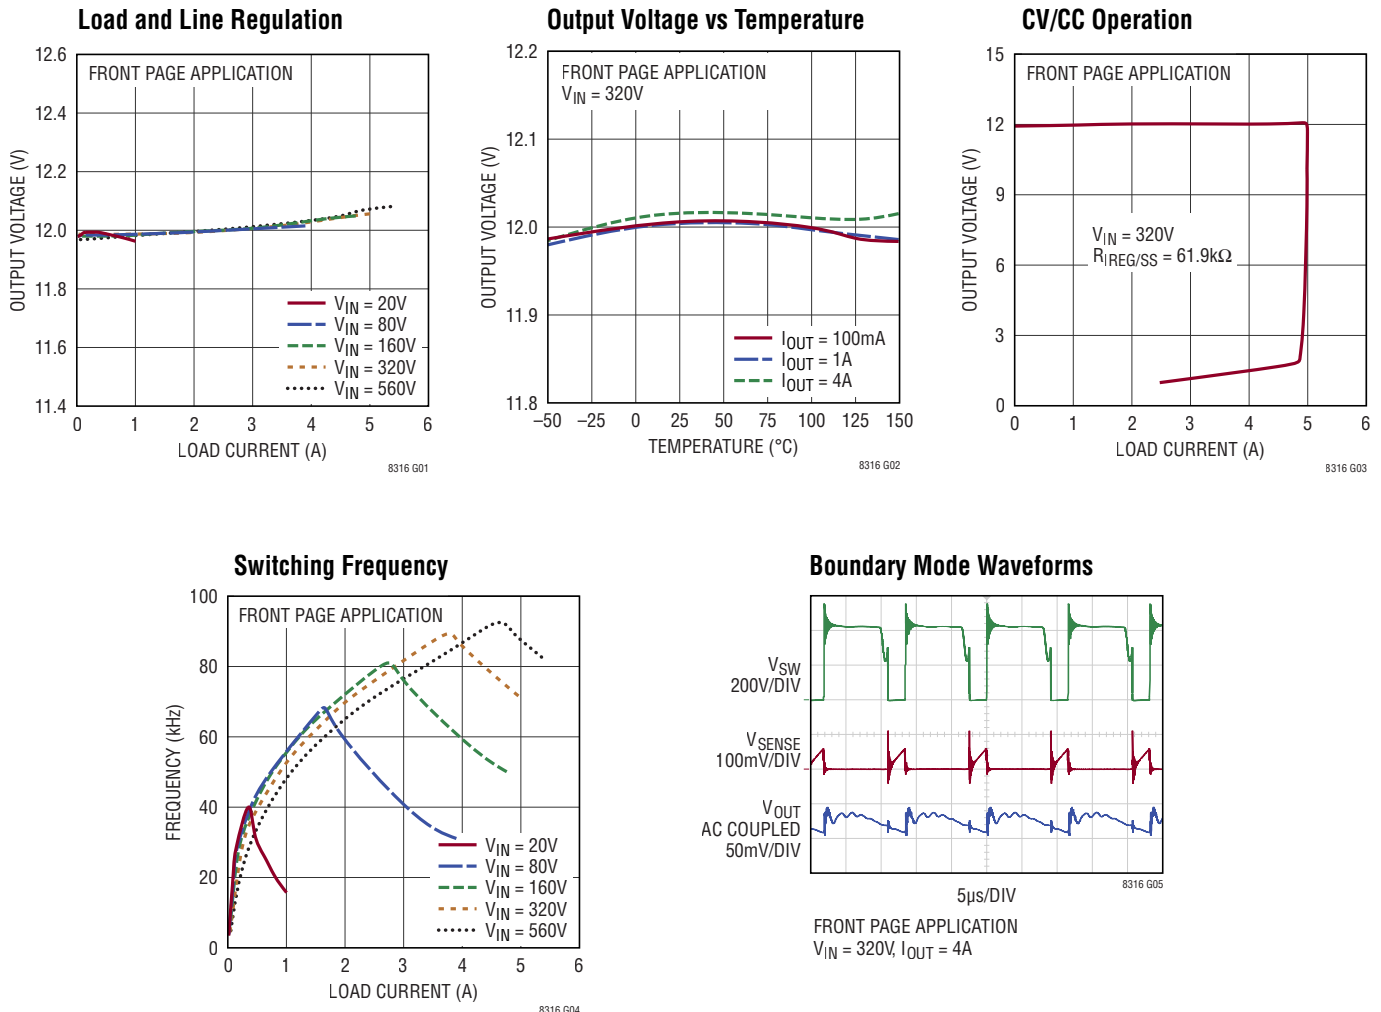 Load and Line Regulation
12.6
12.4
12.2
12.0
11.8
11.6
11.4
OUTPUT VOLTAGE (V)
FRONT PAGE APPLICATION
VIN = 20V
VIN = 80V
VIN = 160V
VIN = 320V
VIN = 560V
0 1 2 3 4 5 6
LOAD CURRENT (A)
8316 G01
Output Voltage vs Temperature
12.2
12.1
12.0
11.9
11.8
OUTPUT VOLTAGE (V)
FRONT PAGE APPLICATION
VIN = 320V
IOUT = 100mA
IOUT = 1A
IOUT = 4A
–50 –25 0 25 50 75 100 125 150
TEMPERATURE (°C)
8316 G02
CV/CC Operation
15
12
9
6
3
0
OUTPUT VOLTAGE (V)
FRONT PAGE APPLICATION
VIN = 320V
RIREG/SS = 61.9kΩ
0 1 2 3 4 5 6
LOAD CURRENT (A)
8316 G03
Switching Frequency
100
80
60
40
20
0
FREQUENCY (kHz)
FRONT PAGE APPLICATION
VIN = 20V
VIN = 80V
VIN = 160V
VIN = 320V
VIN = 560V
0 1 2 3 4 5 6
LOAD CURRENT (A)
8316 G04
Boundary Mode Waveforms
VSW
200V/DIV
VSENSE
100mV/DIV
VOUT
AC COUPLED
50mV/DIV
5µs/DIV
8316 G05
FRONT PAGE APPLICATION
VIN = 320V, IOUT = 4A